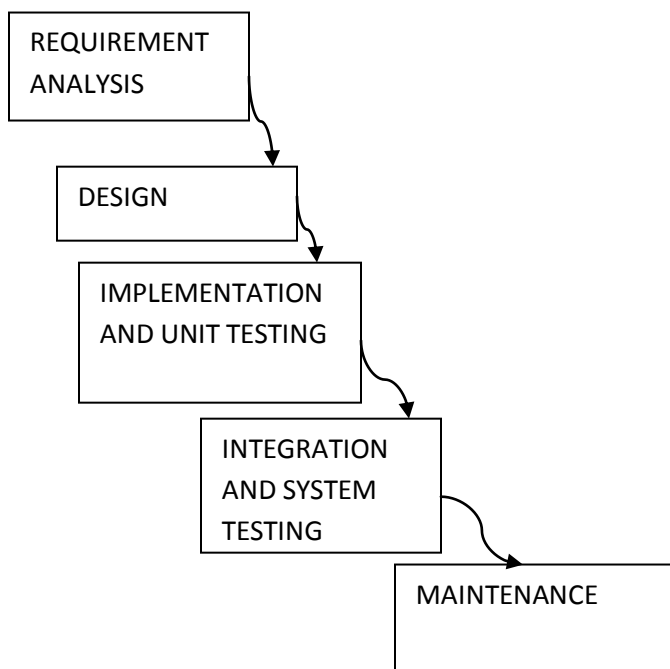 REQUIREMENT
ANALYSIS
DESIGN
IMPLEMENTATION
AND UNIT TESTING
INTEGRATION
AND SYSTEM
TESTING
MAINTENANCE